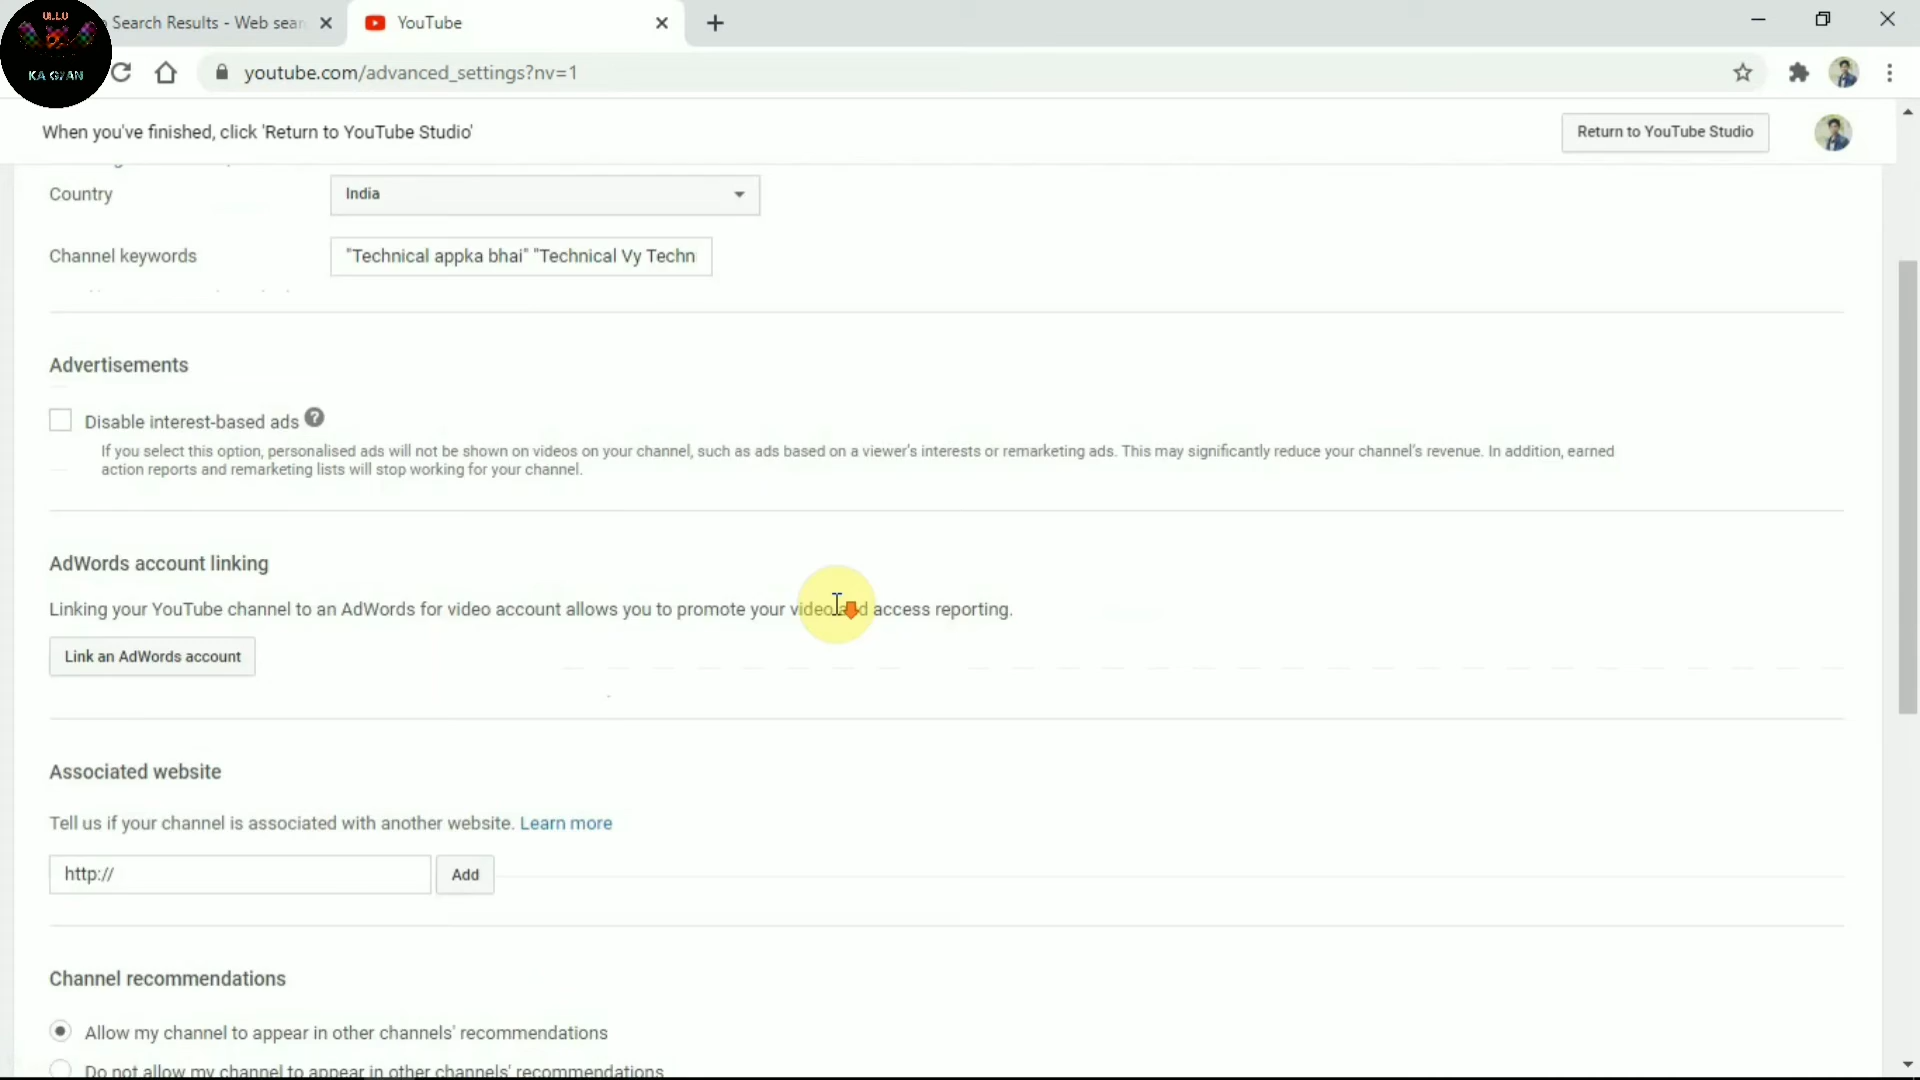 ULLU
KA GYAN
Search Results - Web sear
YouTube
youtube.com/advanced_settings?nv=1
When you've finished, click 'Return to YouTube Studio'
Return to YouTube Studio
Country
India
Channel keywords
"Technical appka bhai" "Technical Vy Techn
Advertisements
Disable interest-based ads
If you select this option, personalised ads will not be shown on videos on your channel, such as ads based on a viewer's interests or remarketing ads. This may significantly reduce your channel's revenue. In addition, earned
action reports and remarketing lists will stop working for your channel.
AdWords account linking
Linking your YouTube channel to an AdWords for video account allows you to promote your video and access reporting.
Link an AdWords account
Associated website
Tell us if your channel is associated with another website. Learn more
http://
Add
Channel recommendations
Allow my channel to appear in other channels' recommendations
Do not allow my channel to appear in other channels' recommendations